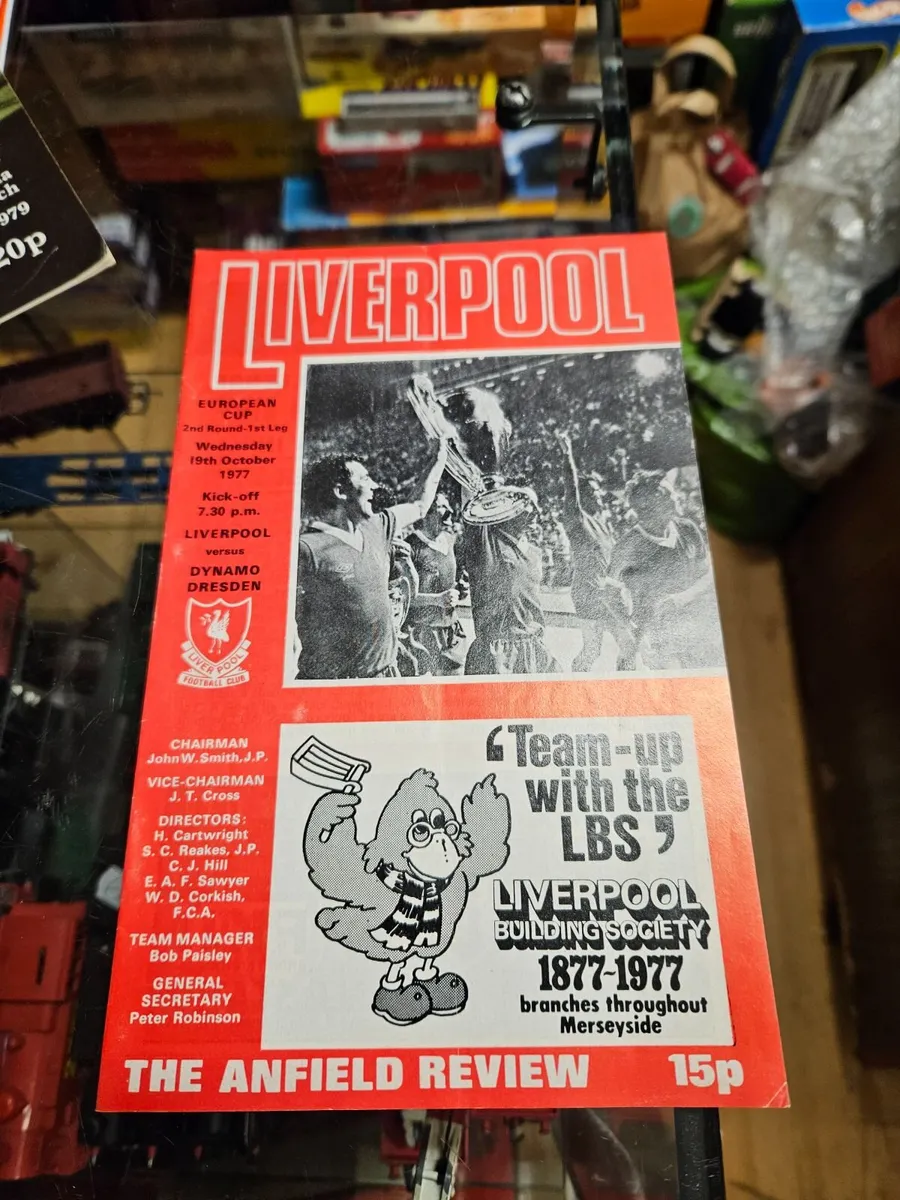 ch
979
20p
LIVERPOOL
EUROPEAN
CUP
2nd Round-1st Leg
Wednesday
19th October
1977
Kick-off
7.30 p.m.
LIVERPOOL
versus
DYNAMO
DRESDEN
LIVERPOOL
FOOTBALL CLUB
CHAIRMAN
John W. Smith, J.P.
VICE-CHAIRMAN
J. T. Cross
DIRECTORS:
H. Cartwright
S. C. Reakes, J.P.
C. J. Hill
E. A. F. Sawyer
W. D. Corkish,
F.C.A.
TEAM MANAGER
Bob Paisley
GENERAL
SECRETARY
Peter Robinson
‘Team-up
with the
LBS’
LIVERPOOL
BUILDING SOCIETY
1877-1977
branches throughout
Merseyside
THE ANFIELD REVIEW 15p